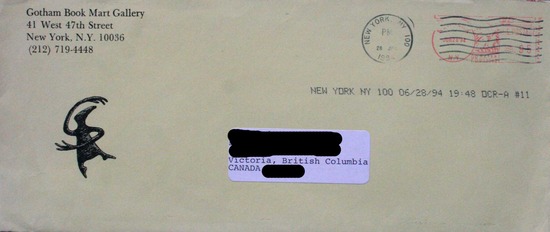 Gotham Book Mart Gallery
41 West 47th Street
New York, N.Y. 10036
(212) 719-4448
NEW YORK NY 100
PM
NEW YORK NY 100 06/28/94 19:48 DCR-A #11
Victoria, British Columbia
CANADA